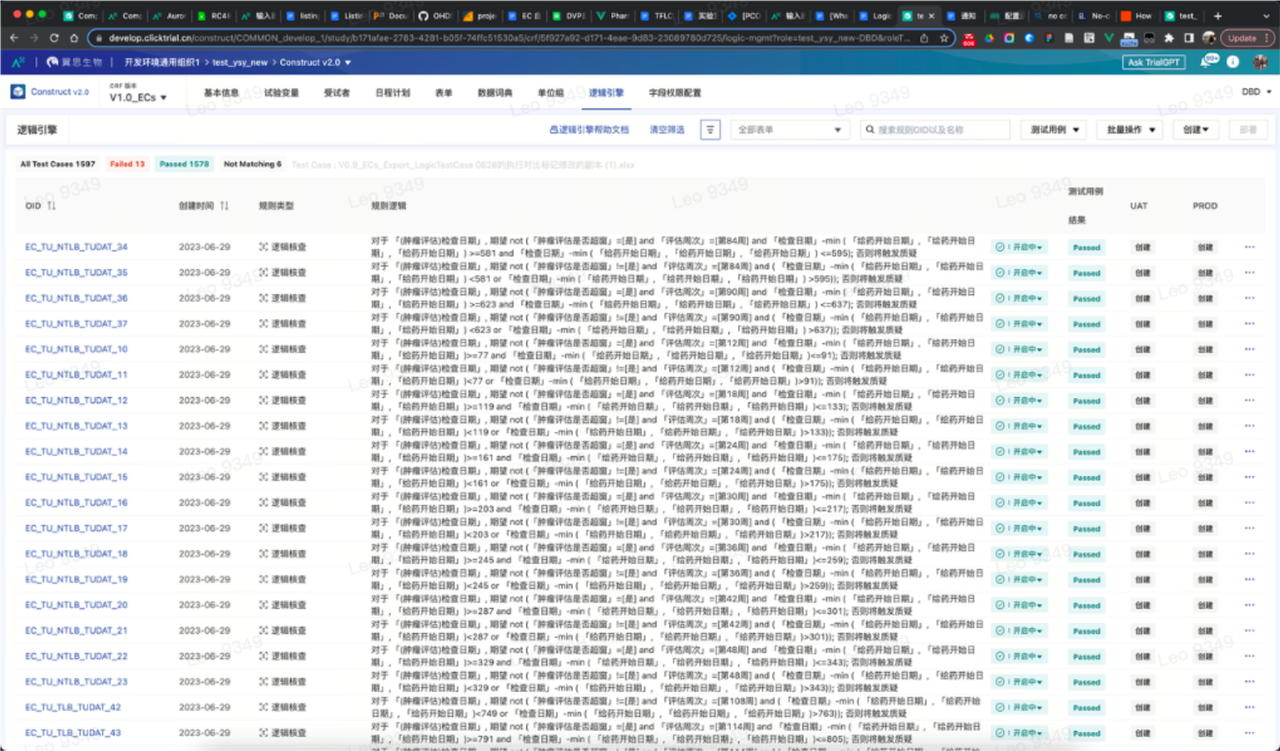 develop.clicktrial.cn/construct/COMMON_develop_1/study/b171afae-2763-4281-b05f-74ffc51530a5/crf/5f927a92-d171-4eae-9d83-23089780d725/logic-mgmt?role=test_ysy_new-DBD&roleT...
Update
翼思生物 开发环境通用组织1 > test_ysy_new > Construct v2.0
Ask TrialGPT
99+
Construct v2.0
CRF 版本
V1.0_ECs
基本信息 试验变量 受试者 日程计划 表单 数据词典 单位组 逻辑引擎 字段权限配置
DBD
逻辑引擎
逻辑引擎帮助文档 清空筛选 全部表单 搜索规则OID以及名称 测试用例 批量操作 创建 部署
All Test Cases 1597 Failed 13 Passed 1578 Not Matching 6 Test Case : V0.9_ECs_Export_LogicTestCase 0628的执行对比标记修改的副本 (1).xlsx
OID 创建时间 规则类型 规则逻辑 测试用例 结果 UAT PROD
EC_TU_NTLB_TUDAT_34 2023-06-29 逻辑核查 对于 「(肿瘤评估)检查日期」, 期望 not (「肿瘤评估是否超窗」=[是] and 「评估周次」=[第84周] and 「检查日期」-min ( 「给药开始日期」, 「给药开始日
期」, 「给药开始日期」) >=581 and 「检查日期」-min ( 「给药开始日期」, 「给药开始日期」, 「给药开始日期」) <=595); 否则将触发质疑 开启中 Passed 创建 创建
EC_TU_NTLB_TUDAT_35 2023-06-29 逻辑核查 对于 「(肿瘤评估)检查日期」, 期望 not (「肿瘤评估是否超窗」!=[是] and 「评估周次」=[第84周] and ( 「检查日期」-min ( 「给药开始日期」, 「给药开始日
期」, 「给药开始日期」) <581 or 「检查日期」-min ( 「给药开始日期」, 「给药开始日期」, 「给药开始日期」) >595)); 否则将触发质疑 开启中 Passed 创建 创建
EC_TU_NTLB_TUDAT_36 2023-06-29 逻辑核查 对于 「(肿瘤评估)检查日期」, 期望 not (「肿瘤评估是否超窗」=[是] and 「评估周次」=[第90周] and 「检查日期」-min ( 「给药开始日期」, 「给药开始日
期」, 「给药开始日期」) >=623 and 「检查日期」-min ( 「给药开始日期」, 「给药开始日期」, 「给药开始日期」) <=637); 否则将触发质疑 开启中 Passed 创建 创建
EC_TU_NTLB_TUDAT_37 2023-06-29 逻辑核查 对于 「(肿瘤评估)检查日期」, 期望 not (「肿瘤评估是否超窗」!=[是] and 「评估周次」=[第90周] and ( 「检查日期」-min ( 「给药开始日期」, 「给药开始日
期」, 「给药开始日期」) <623 or 「检查日期」-min ( 「给药开始日期」, 「给药开始日期」, 「给药开始日期」) >637)); 否则将触发质疑 开启中 Passed 创建 创建
EC_TU_NTLB_TUDAT_10 2023-06-29 逻辑核查 对于 「(肿瘤评估)检查日期」, 期望 not (「肿瘤评估是否超窗」=[是] and 「评估周次」=[第12周] and 「检查日期」-min ( 「给药开始日期」, 「给药开始日
期」, 「给药开始日期」)>=77 and 「检查日期」-min ( 「给药开始日期」, 「给药开始日期」, 「给药开始日期」)<=91); 否则将触发质疑 开启中 Passed 创建 创建
EC_TU_NTLB_TUDAT_11 2023-06-29 逻辑核查 对于 「(肿瘤评估)检查日期」, 期望 not (「肿瘤评估是否超窗」!=[是] and 「评估周次」=[第12周] and ( 「检查日期」-min ( 「给药开始日期」, 「给药开始日
期」, 「给药开始日期」)<77 or 「检查日期」-min ( 「给药开始日期」, 「给药开始日期」, 「给药开始日期」)>91)); 否则将触发质疑 开启中 Passed 创建 创建
EC_TU_NTLB_TUDAT_12 2023-06-29 逻辑核查 对于 「(肿瘤评估)检查日期」, 期望 not (「肿瘤评估是否超窗」=[是] and 「评估周次」=[第18周] and 「检查日期」-min ( 「给药开始日期」, 「给药开始日
期」, 「给药开始日期」)>=119 and 「检查日期」-min ( 「给药开始日期」, 「给药开始日期」, 「给药开始日期」)<=133); 否则将触发质疑 开启中 Passed 创建 创建
EC_TU_NTLB_TUDAT_13 2023-06-29 逻辑核查 对于 「(肿瘤评估)检查日期」, 期望 not (「肿瘤评估是否超窗」!=[是] and 「评估周次」=[第18周] and ( 「检查日期」-min ( 「给药开始日期」, 「给药开始日
期」, 「给药开始日期」)<119 or 「检查日期」-min ( 「给药开始日期」, 「给药开始日期」, 「给药开始日期」)>133)); 否则将触发质疑 开启中 Passed 创建 创建
EC_TU_NTLB_TUDAT_14 2023-06-29 逻辑核查 对于 「(肿瘤评估)检查日期」, 期望 not (「肿瘤评估是否超窗」=[是] and 「评估周次」=[第24周] and 「检查日期」-min ( 「给药开始日期」, 「给药开始日
期」, 「给药开始日期」)>=161 and 「检查日期」-min ( 「给药开始日期」, 「给药开始日期」, 「给药开始日期」)<=175); 否则将触发质疑 开启中 Passed 创建 创建
EC_TU_NTLB_TUDAT_15 2023-06-29 逻辑核查 对于 「(肿瘤评估)检查日期」, 期望 not (「肿瘤评估是否超窗」!=[是] and 「评估周次」=[第24周] and ( 「检查日期」-min ( 「给药开始日期」, 「给药开始日
期」, 「给药开始日期」)<161 or 「检查日期」-min ( 「给药开始日期」, 「给药开始日期」, 「给药开始日期」)>175)); 否则将触发质疑 开启中 Passed 创建 创建
EC_TU_NTLB_TUDAT_16 2023-06-29 逻辑核查 对于 「(肿瘤评估)检查日期」, 期望 not (「肿瘤评估是否超窗」=[是] and 「评估周次」=[第30周] and 「检查日期」-min ( 「给药开始日期」, 「给药开始日
期」, 「给药开始日期」)>=203 and 「检查日期」-min ( 「给药开始日期」, 「给药开始日期」, 「给药开始日期」)<=217); 否则将触发质疑 开启中 Passed 创建 创建
EC_TU_NTLB_TUDAT_17 2023-06-29 逻辑核查 对于 「(肿瘤评估)检查日期」, 期望 not (「肿瘤评估是否超窗」!=[是] and 「评估周次」=[第30周] and ( 「检查日期」-min ( 「给药开始日期」, 「给药开始日
期」, 「给药开始日期」)<203 or 「检查日期」-min ( 「给药开始日期」, 「给药开始日期」, 「给药开始日期」)>217)); 否则将触发质疑 开启中 Passed 创建 创建
EC_TU_NTLB_TUDAT_18 2023-06-29 逻辑核查 对于 「(肿瘤评估)检查日期」, 期望 not (「肿瘤评估是否超窗」=[是] and 「评估周次」=[第36周] and 「检查日期」-min ( 「给药开始日期」, 「给药开始日
期」, 「给药开始日期」)>=245 and 「检查日期」-min ( 「给药开始日期」, 「给药开始日期」, 「给药开始日期」)<=259); 否则将触发质疑 开启中 Passed 创建 创建
EC_TU_NTLB_TUDAT_19 2023-06-29 逻辑核查 对于 「(肿瘤评估)检查日期」, 期望 not (「肿瘤评估是否超窗」!=[是] and 「评估周次」=[第36周] and ( 「检查日期」-min ( 「给药开始日期」, 「给药开始日
期」, 「给药开始日期」)<245 or 「检查日期」-min ( 「给药开始日期」, 「给药开始日期」, 「给药开始日期」)>259)); 否则将触发质疑 开启中 Passed 创建 创建
EC_TU_NTLB_TUDAT_20 2023-06-29 逻辑核查 对于 「(肿瘤评估)检查日期」, 期望 not (「肿瘤评估是否超窗」=[是] and 「评估周次」=[第42周] and 「检查日期」-min ( 「给药开始日期」, 「给药开始日
期」, 「给药开始日期」)>=287 and 「检查日期」-min ( 「给药开始日期」, 「给药开始日期」, 「给药开始日期」)<=301); 否则将触发质疑 开启中 Passed 创建 创建
EC_TU_NTLB_TUDAT_21 2023-06-29 逻辑核查 对于 「(肿瘤评估)检查日期」, 期望 not (「肿瘤评估是否超窗」!=[是] and 「评估周次」=[第42周] and ( 「检查日期」-min ( 「给药开始日期」, 「给药开始日
期」, 「给药开始日期」)<287 or 「检查日期」-min ( 「给药开始日期」, 「给药开始日期」, 「给药开始日期」)>301)); 否则将触发质疑 开启中 Passed 创建 创建
EC_TU_NTLB_TUDAT_22 2023-06-29 逻辑核查 对于 「(肿瘤评估)检查日期」, 期望 not (「肿瘤评估是否超窗」=[是] and 「评估周次」=[第48周] and 「检查日期」-min ( 「给药开始日期」, 「给药开始日
期」, 「给药开始日期」)>=329 and 「检查日期」-min ( 「给药开始日期」, 「给药开始日期」, 「给药开始日期」)<=343); 否则将触发质疑 开启中 Passed 创建 创建
EC_TU_NTLB_TUDAT_23 2023-06-29 逻辑核查 对于 「(肿瘤评估)检查日期」, 期望 not (「肿瘤评估是否超窗」!=[是] and 「评估周次」=[第48周] and ( 「检查日期」-min ( 「给药开始日期」, 「给药开始日
期」, 「给药开始日期」)<329 or 「检查日期」-min ( 「给药开始日期」, 「给药开始日期」, 「给药开始日期」)>343)); 否则将触发质疑 开启中 Passed 创建 创建
EC_TU_TLB_TUDAT_42 2023-06-29 逻辑核查 对于 「(肿瘤评估)检查日期」, 期望 not (「肿瘤评估是否超窗」!=[是] and 「评估周次」=[第108周] and ( 「检查日期」-min ( 「给药开始日期」, 「给药开始
日期」, 「给药开始日期」)<749 or 「检查日期」-min ( 「给药开始日期」, 「给药开始日期」, 「给药开始日期」)>763)); 否则将触发质疑 开启中 Passed 创建 创建
EC_TU_TLB_TUDAT_43 2023-06-29 逻辑核查 对于 「(肿瘤评估)检查日期」, 期望 not (「肿瘤评估是否超窗」=[是] and 「评估周次」=[第114周] and 「检查日期」-min ( 「给药开始日期」, 「给药开始日
期」, 「给药开始日期」)>=791 and 「检查日期」-min ( 「给药开始日期」, 「给药开始日期」, 「给药开始日期」)<=805); 否则将触发质疑 开启中 Passed 创建 创建
Leo 9349